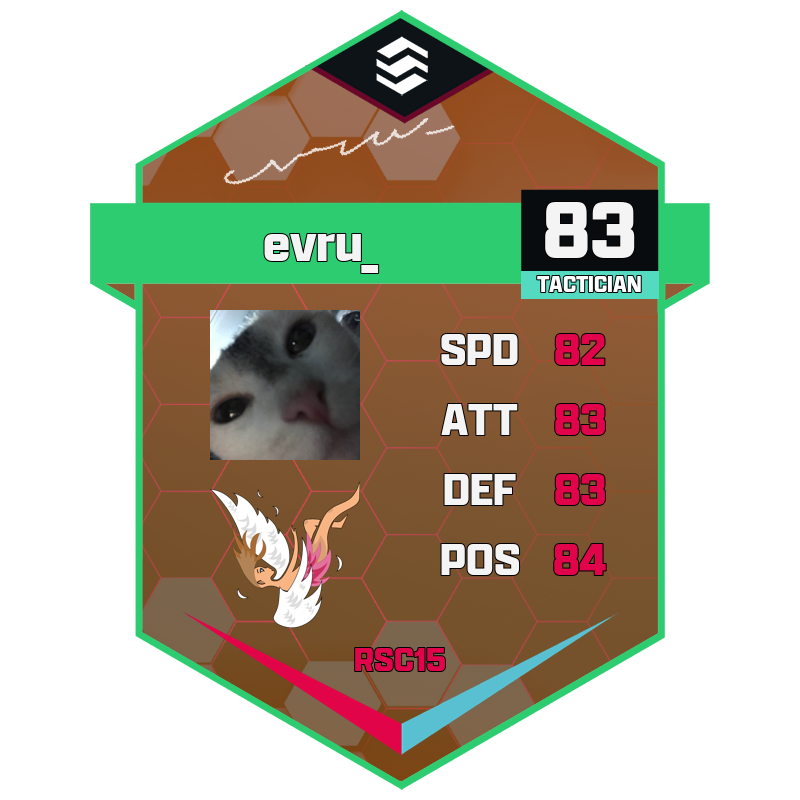 evru_
83
TACTICIAN
SPD 82
ATT 83
DEF 83
POS 84
RSC15